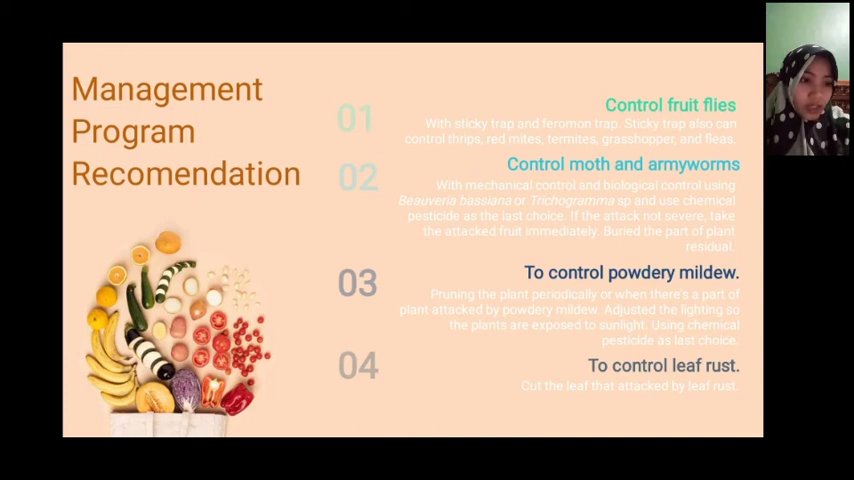 Management
Program
Recomendation
01
Control fruit flies
With sticky trap and feromon trap. Sticky trap also can
control thrips, red mites, termites, grasshopper, and fleas.
02
Control moth and armyworms
With mechanical control and biological control using
Beauveria bassiana or Trichogramma sp and use chemical
pesticide as the last choice. If the attack not severe, take
the attacked fruit immediately. Buried the part of plant
residual.
03
To control powdery mildew.
Pruning the plant periodically or when there's a part of
plant attacked by powdery mildew. Adjusted the lighting so
the plants are exposed to sunlight. Using chemical
pesticide as last choice.
04
To control leaf rust.
Cut the leaf that attacked by leaf rust.